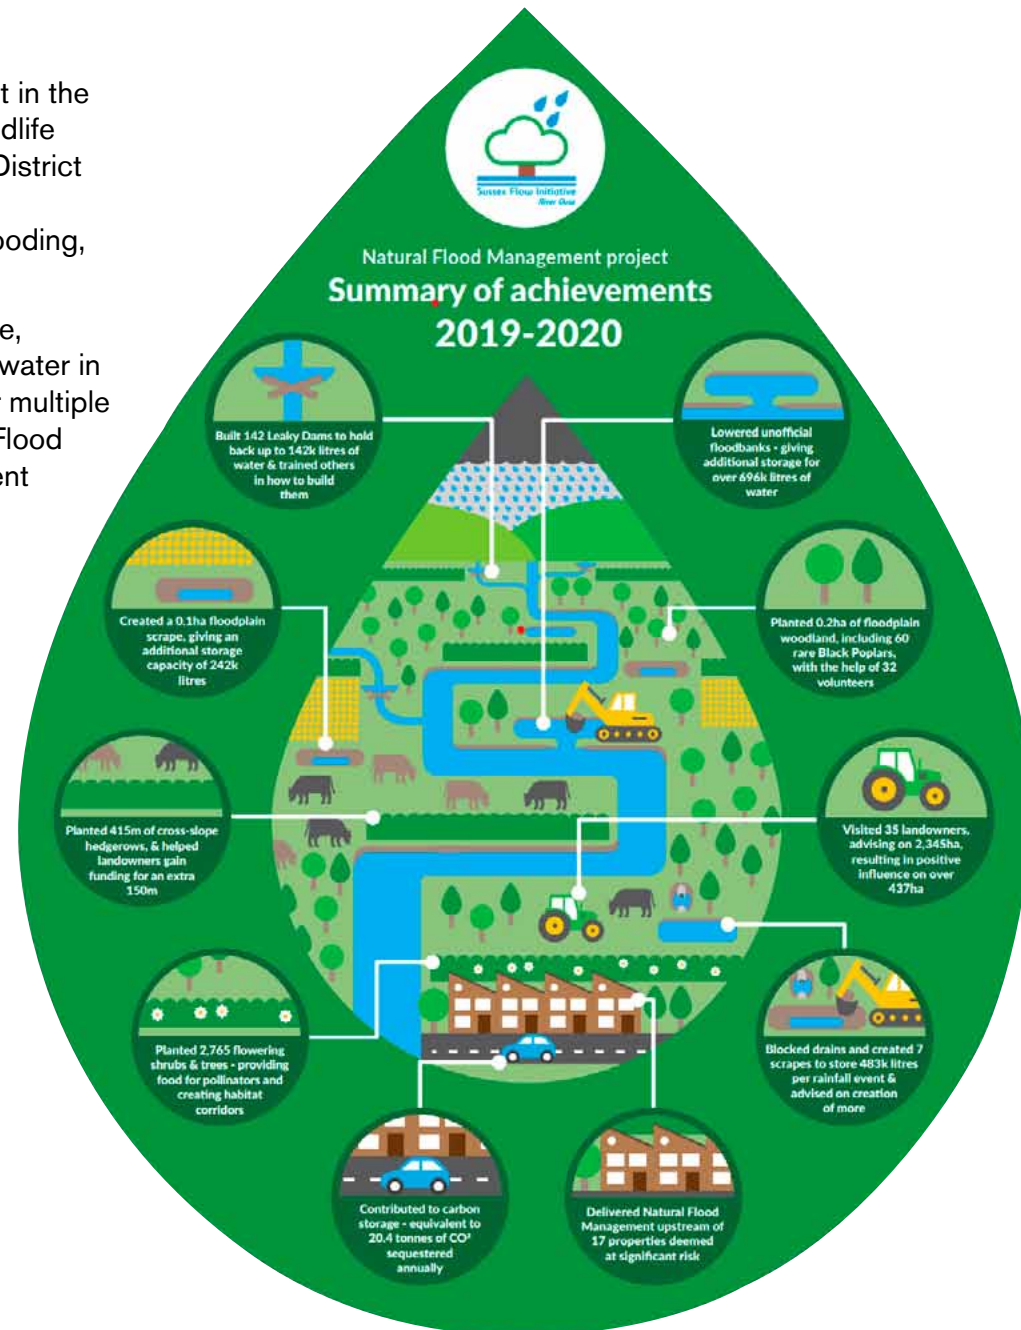 t in the
dlife
District
ooding,
e,
water in
r multiple
Flood
ent
Sussex Flow Initiative
River Ouse
Natural Flood Management project
Summary of achievements
2019-2020
Built 142 Leaky Dams to hold
back up to 142k litres of
water & trained others
in how to build
them
Lowered unofficial
floodbanks - giving
additional storage for
over 696k litres of
water
Created a 0.1ha floodplain
scrape, giving an
additional storage
capacity of 242k
litres
Planted 0.2ha of floodplain
woodland, including 60
rare Black Poplars,
with the help of 32
volunteers
Planted 415m of cross-slope
hedgerows, & helped
landowners gain
funding for an extra
150m
Visited 35 landowners,
advising on 2,345ha,
resulting in positive
influence on over
437ha
Planted 2,765 flowering
shrubs & trees - providing
food for pollinators and
creating habitat
corridors
Blocked drains and created 7
scrapes to store 483k litres
per rainfall event &
advised on creation
of more
Contributed to carbon
storage - equivalent to
20.4 tonnes of CO²
sequestered
annually
Delivered Natural Flood
Management upstream of
17 properties deemed
at significant risk